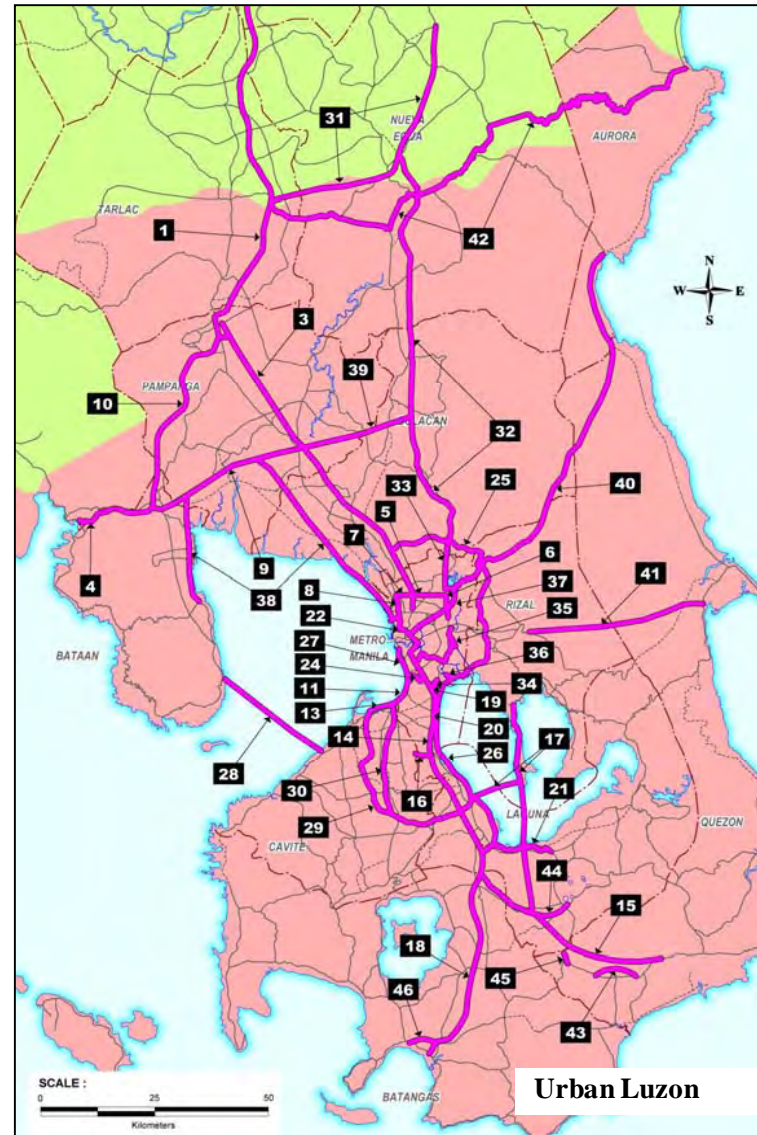 31
NUEVA
ECIJA
AURORA
TARLAC
42
1
3
N
W
E
S
39
PAMPANGA
10
BULACAN
32
25
33
40
5
7
6
4
9
38
8
37
41
22
RIZAL
35
METRO
MANILA
BATAAN
27
36
24
34
11
19
13
20
14
17
26
28
21
30
16
LAGUNA
QUEZON
29
CAVITE
44
15
18
45
46
43
SCALE :
0
25
50
Kilometers
BATANGAS
Urban Luzon